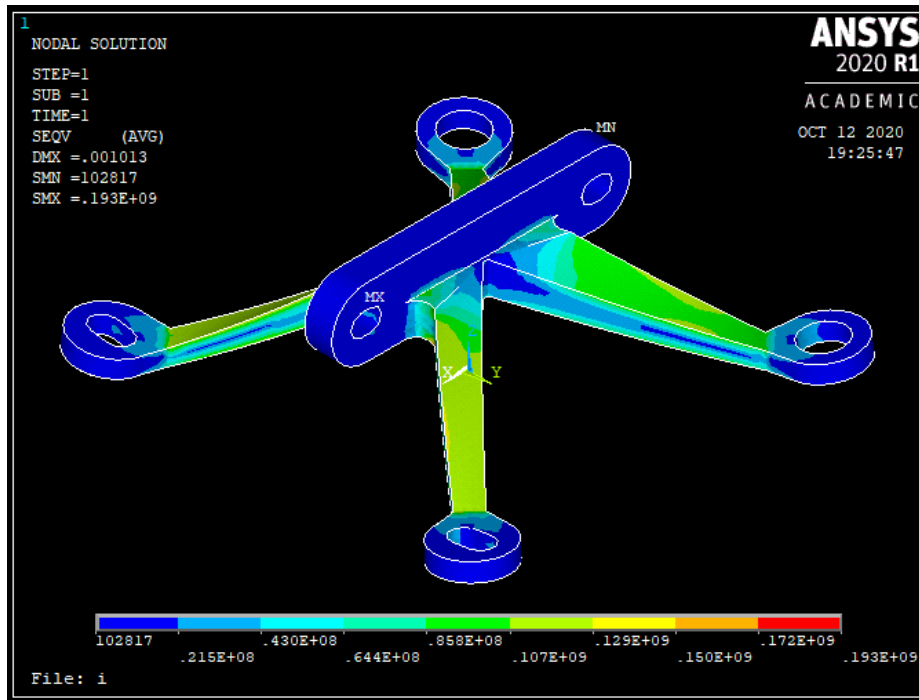 1
NODAL SOLUTION
STEP=1
SUB =1
TIME=1
SEQV (AVG)
DMX =.001013
SMN =102817
SMX =.193E+09
ANSYS
2020 R1
ACADEMIC
OCT 12 2020
19:25:47
MN
MX
X
Y
102817
.215E+08
.430E+08
.644E+08
.858E+08
.107E+09
.129E+09
.150E+09
.172E+09
.193E+09
File: i